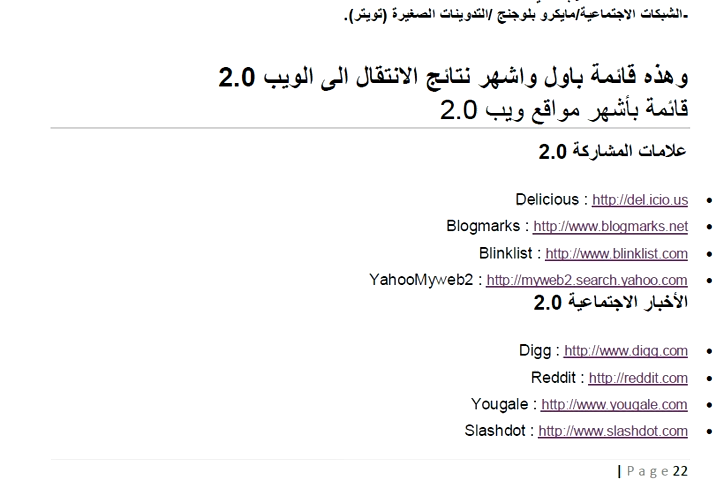 -الشبكات الاجتماعية/مايكرو بلوجنج /التدوينات الصغيرة (تويتر).
وهذه قائمة باول واشهر نتائج الانتقال الى الويب 2.0
قائمة بأشهر مواقع ويب 2.0
علامات المشاركة 2.0
• Delicious : http://del.icio.us
• Blogmarks : http://www.blogmarks.net
• Blinklist : http://www.blinklist.com
• YahooMyweb2 : http://myweb2.search.yahoo.com
الأخبار الاجتماعية 2.0
• Digg : http://www.digg.com
• Reddit : http://reddit.com
• Yougale : http://www.yougale.com
• Slashdot : http://www.slashdot.com
| Page 22